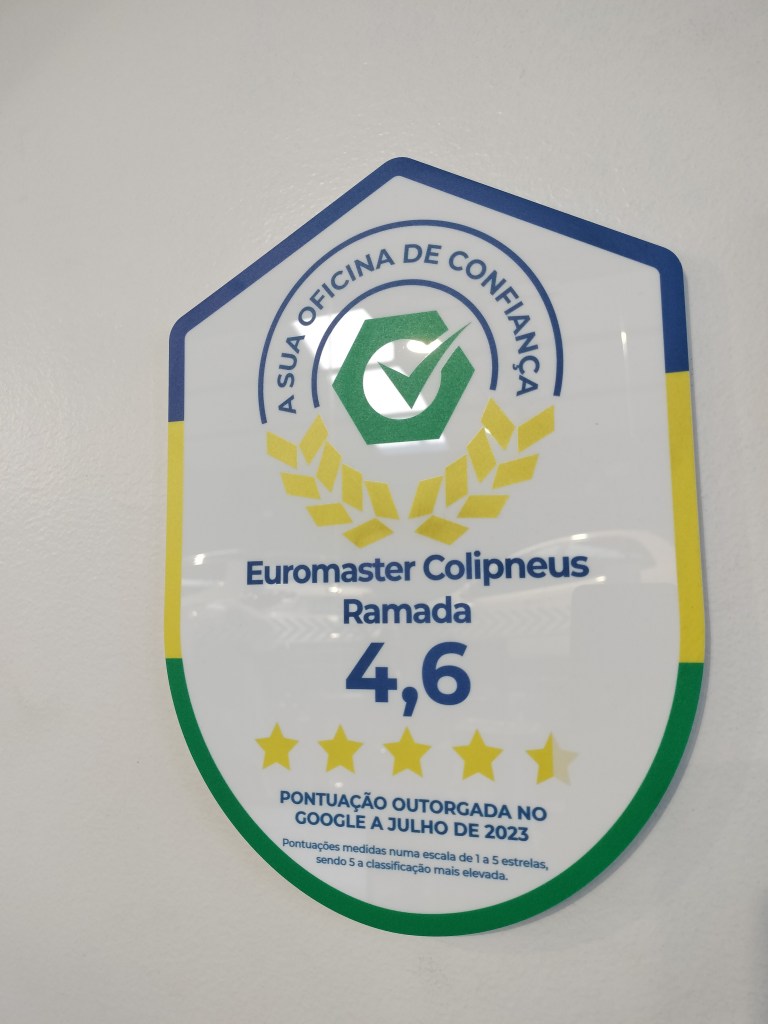 A SUA OFICINA DE CONFIANÇA
Euromaster Colipneus
Ramada
4,6
PONTUAÇÃO OUTORGADA NO
GOOGLE A JULHO DE 2023
Pontuações medidas numa escala de 1 a 5 estrelas,
sendo 5 a classificação mais elevada.